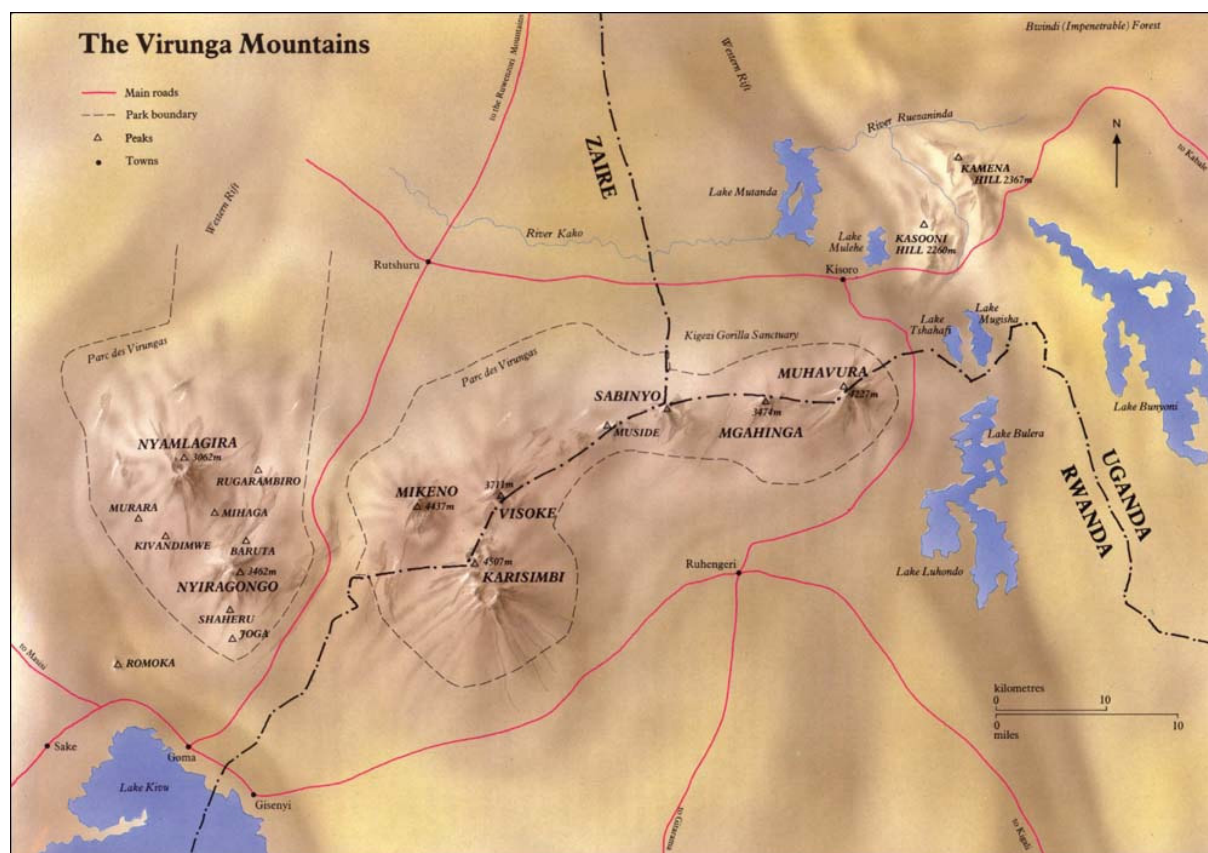 The Virunga Mountains
Main roads
Park boundary
Peaks
Towns
to the Ruwenzori Mountains
Western Rift
Bwindi (Impenetrable) Forest
N
to Kabale
River Ruezaninda
ZAIRE
KAMENA
HILL 2367m
Lake Mutanda
Western Rift
River Kako
Lake
Mulehe
KASOONI
HILL 2260m
Rutshuru
Kisoro
Lake
Tshahafi
Lake
Mugisha
Kigezi Gorilla Sanctuary
Parc des Virungas
Parc des Virungas
MUHAVURA
4227m
SABINYO
3474m
MUSIDE
MGAHINGA
Lake Bunyoni
Lake Bulera
NYAMLAGIRA
3062m
RUGARAMBIRO
MIKENO
4437m
3711m
VISOKE
UGANDA
RWANDA
MURARA
MIHAGA
KIVANDIMWE
BARUTA
3462m
NYIRAGONGO
4507m
KARISIMBI
Ruhengeri
Lake Luhondo
SHAHERU
JOGA
ROMOKA
to Masisi
kilometres
0 10
0 10
miles
Sake
Goma
Lake Kivu
Gisenyi
to Gitarama
to Kigali